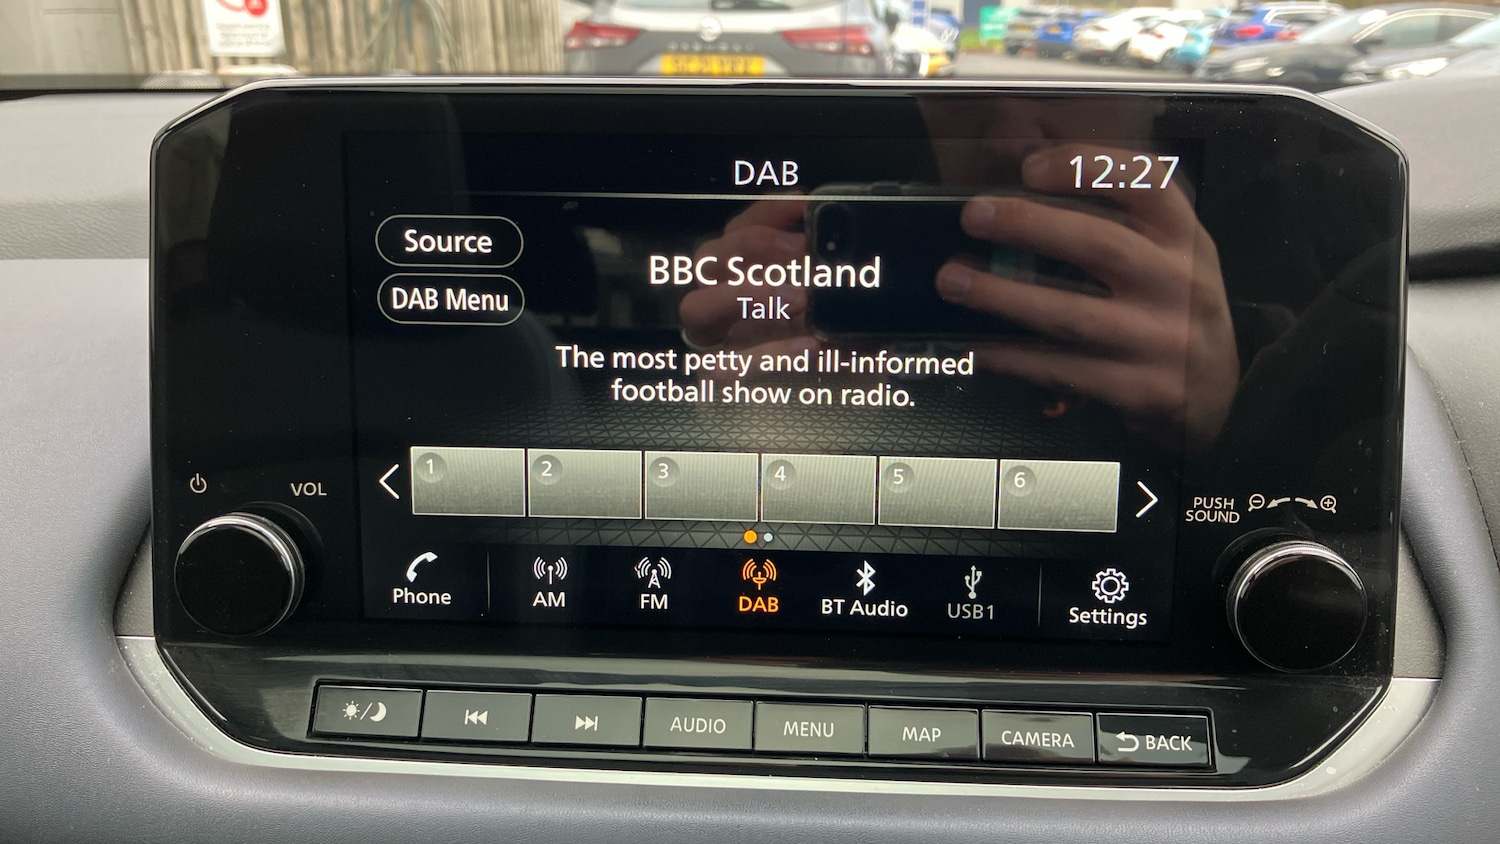 DAB
12:27
Source
DAB Menu
BBC Scotland
Talk
The most petty and ill-informed
football show on radio.
1 2 3 4 5 6
VOL
PUSH
SOUND
Phone
AM
FM
DAB
BT Audio
USB1
Settings
AUDIO
MENU
MAP
CAMERA
BACK